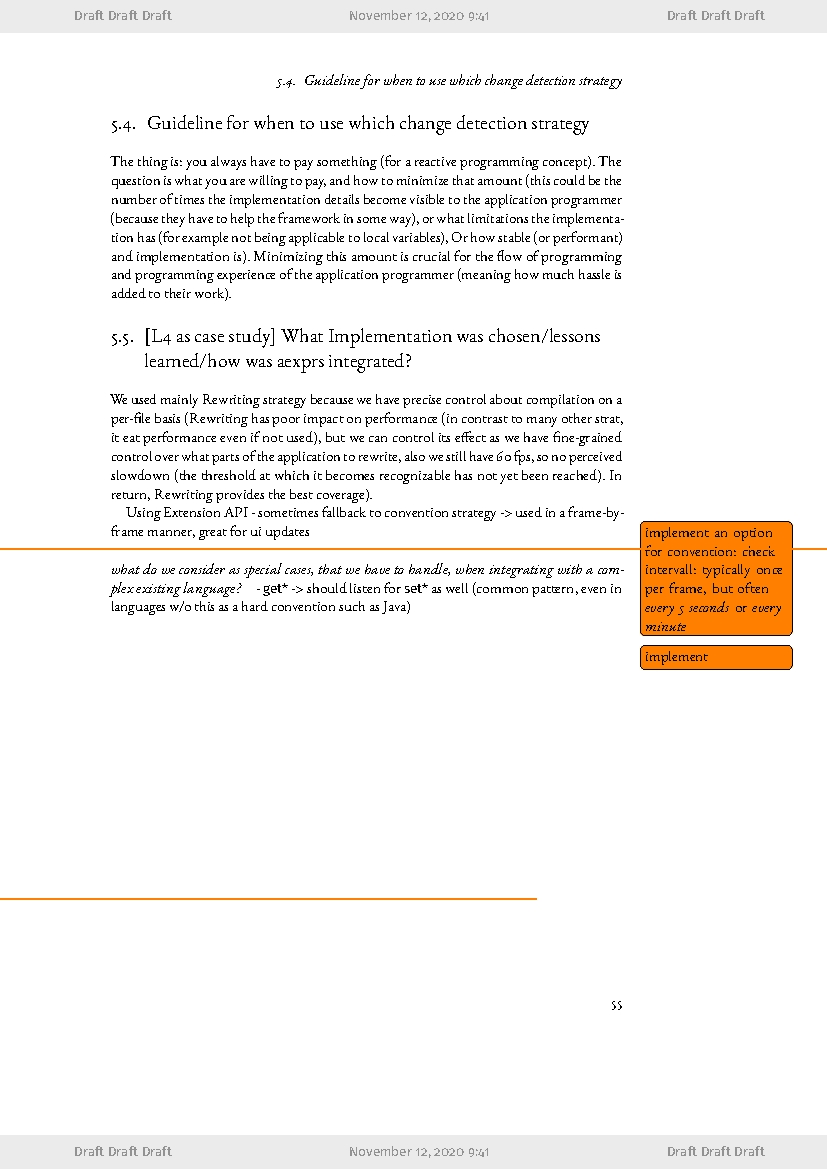 Draft Draft Draft November 12, 2020 9:41 Draft Draft Draft
5.4. Guideline for when to use which change detection strategy
5.4. Guideline for when to use which change detection strategy
The thing is: you always have to pay something (for a reactive programming concept). The
question is what you are willing to pay, and how to minimize that amount (this could be the
number of times the implementation details become visible to the application programmer
(because they have to help the framework in some way), or what limitations the implementa-
tion has (for example not being applicable to local variables), Or how stable (or performant)
and implementation is). Minimizing this amount is crucial for the flow of programming
and programming experience of the application programmer (meaning how much hassle is
added to their work).
5.5. [L4 as case study] What Implementation was chosen/lessons
learned/how was aexprs integrated?
We used mainly Rewriting strategy because we have precise control about compilation on a
per-file basis (Rewriting has poor impact on performance (in contrast to many other strat,
it eat performance even if not used), but we can control its effect as we have fine-grained
control over what parts of the application to rewrite, also we still have 60 fps, so no perceived
slowdown (the threshold at which it becomes recognizable has not yet been reached). In
return, Rewriting provides the best coverage).
Using Extension API - sometimes fallback to convention strategy -> used in a frame-by-
frame manner, great for ui updates
what do we consider as special cases, that we have to handle, when integrating with a com-
plex existing language? - get* -> should listen for set* as well (common pattern, even in
languages w/o this as a hard convention such as Java)
implement an option
for convention: check
intervall: typically once
per frame, but often
every 5 seconds or every
minute
implement
55
Draft Draft Draft November 12, 2020 9:41 Draft Draft Draft